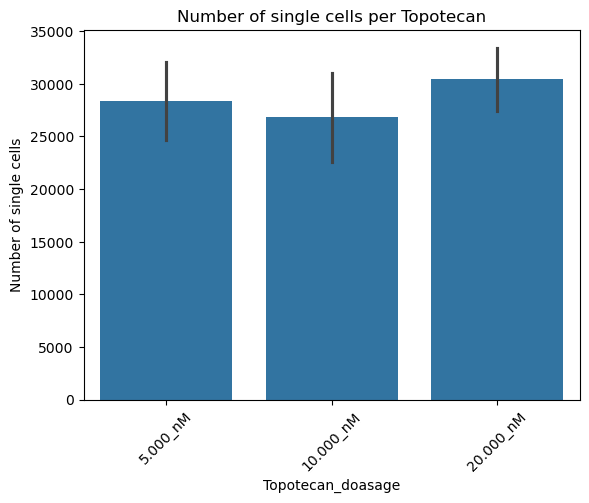 Number of single cells per Topotecan
Number of single cells
35000
30000
25000
20000
15000
10000
5000
0
5.000_nM
10.000_nM
20.000_nM
Topotecan_doasage